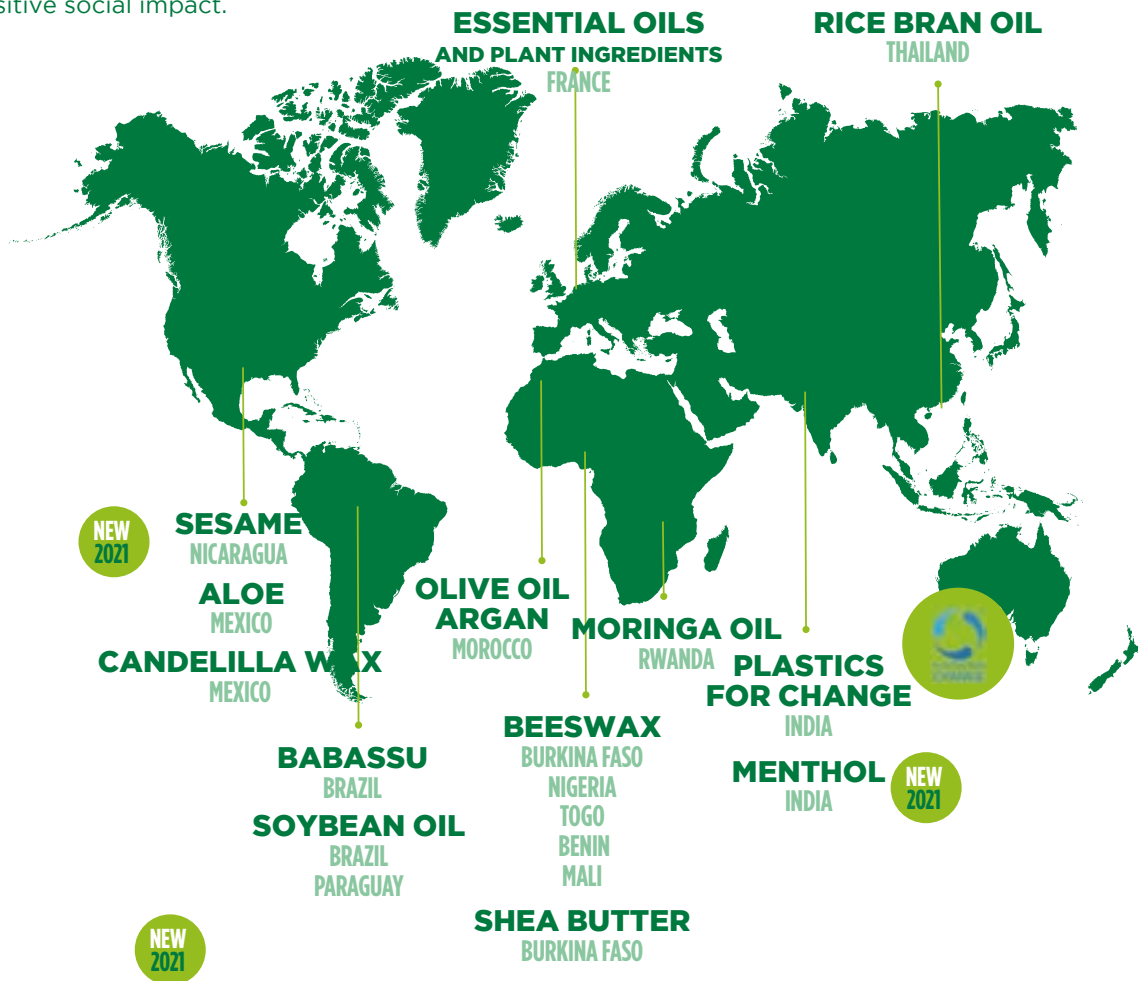 sitive social impact.
ESSENTIAL OILS
AND PLANT INGREDIENTS
FRANCE
RICE BRAN OIL
THAILAND
NEW
2021
SESAME
NICARAGUA
ALOE
MEXICO
CANDELILLA WAX
MEXICO
BABASSU
BRAZIL
SOYBEAN OIL
BRAZIL
PARAGUAY
NEW
2021
OLIVE OIL
ARGAN
MOROCCO
BEESWAX
BURKINA FASO
NIGERIA
TOGO
BENIN
MALI
SHEA BUTTER
BURKINA FASO
MORINGA OIL
RWANDA
PLASTICS
FOR CHANGE
INDIA
MENTHOL
INDIA
NEW
2021